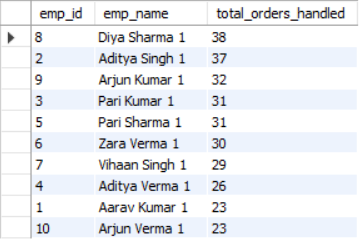 emp_id emp_name total_orders_handled
8 Diya Sharma 1 38
2 Aditya Singh 1 37
9 Arjun Kumar 1 32
3 Pari Kumar 1 31
5 Pari Sharma 1 31
6 Zara Verma 1 30
7 Vihaan Singh 1 29
4 Aditya Verma 1 26
1 Aarav Kumar 1 23
10 Arjun Verma 1 23